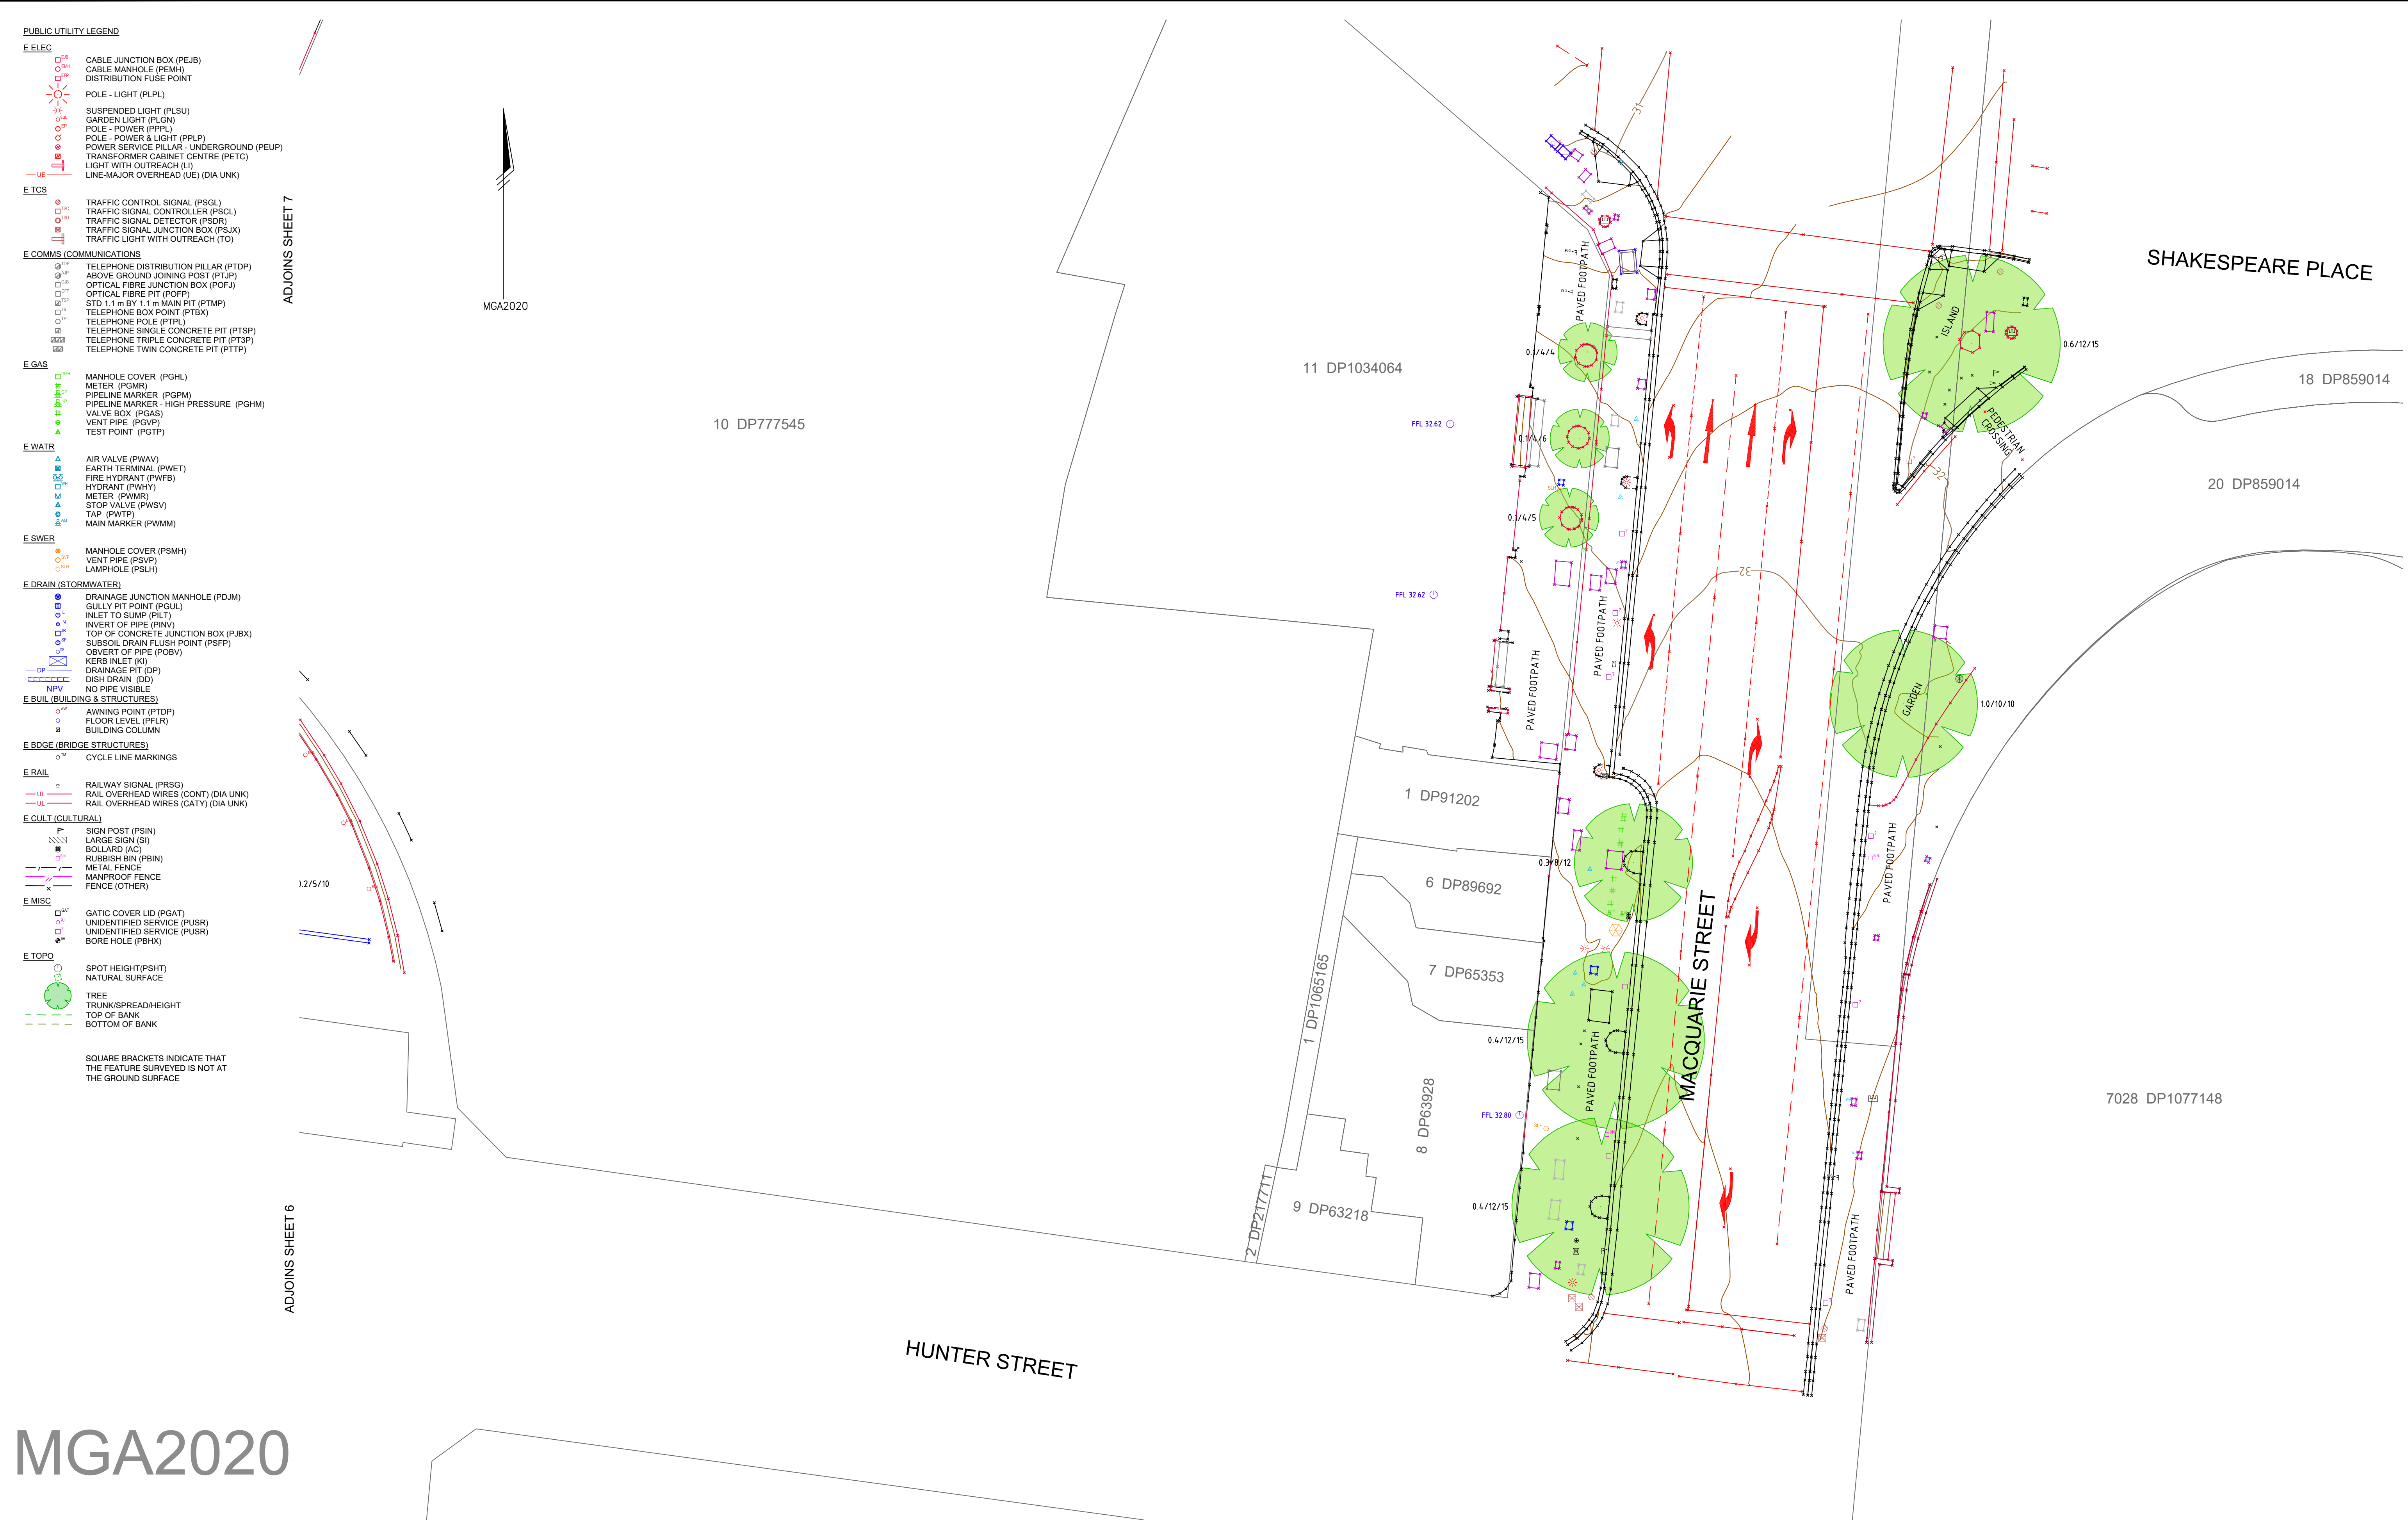 PUBLIC UTILITY LEGEND
E ELEC
CABLE JUNCTION BOX (PEJB)
CABLE MANHOLE (PEMH)
DISTRIBUTION FUSE POINT
POLE - LIGHT (PLPL)
SUSPENDED LIGHT (PLSU)
GARDEN LIGHT (PLGN)
POLE - POWER (PPPL)
POLE - POWER & LIGHT (PPLP)
POWER SERVICE PILLAR - UNDERGROUND (PEUP)
TRANSFORMER CABINET CENTRE (PETC)
LIGHT WITH OUTREACH (LI)
UE LINE-MAJOR OVERHEAD (UE) (DIA UNK)
E TCS
TRAFFIC CONTROL SIGNAL (PSGL)
TRAFFIC SIGNAL CONTROLLER (PSCL)
TRAFFIC SIGNAL DETECTOR (PSDR)
TRAFFIC SIGNAL JUNCTION BOX (PSJX)
TRAFFIC LIGHT WITH OUTREACH (TO)
E COMMS (COMMUNICATIONS
TELEPHONE DISTRIBUTION PILLAR (PTDP)
ABOVE GROUND JOINING POST (PTJP)
OPTICAL FIBRE JUNCTION BOX (POFJ)
OPTICAL FIBRE PIT (POFP)
STD 1.1 m BY 1.1 m MAIN PIT (PTMP)
TELEPHONE BOX POINT (PTBX)
TELEPHONE POLE (PTPL)
TELEPHONE SINGLE CONCRETE PIT (PTSP)
TELEPHONE TRIPLE CONCRETE PIT (PT3P)
TELEPHONE TWIN CONCRETE PIT (PTTP)
E GAS
MANHOLE COVER (PGHL)
METER (PGMR)
PIPELINE MARKER (PGPM)
PIPELINE MARKER - HIGH PRESSURE (PGHM)
VALVE BOX (PGAS)
VENT PIPE (PGVP)
TEST POINT (PGTP)
E WATR
AIR VALVE (PWAV)
EARTH TERMINAL (PWET)
FIRE HYDRANT (PWFB)
HYDRANT (PWHY)
METER (PWMR)
STOP VALVE (PWSV)
TAP (PWTP)
MAIN MARKER (PWMM)
E SWER
MANHOLE COVER (PSMH)
VENT PIPE (PSVP)
LAMPHOLE (PSLH)
E DRAIN (STORMWATER)
DRAINAGE JUNCTION MANHOLE (PDJM)
GULLY PIT POINT (PGUL)
INLET TO SUMP (PILT)
INVERT OF PIPE (PINV)
TOP OF CONCRETE JUNCTION BOX (PJBX)
SUBSOIL DRAIN FLUSH POINT (PSFP)
OBVERT OF PIPE (POBV)
KERB INLET (KI)
DP DRAINAGE PIT (DP)
DISH DRAIN (DD)
NPV NO PIPE VISIBLE
E BUIL (BUILDING & STRUCTURES)
AWNING POINT (PTDP)
FLOOR LEVEL (PFLR)
BUILDING COLUMN
E BDGE (BRIDGE STRUCTURES)
CYCLE LINE MARKINGS
E RAIL
RAILWAY SIGNAL (PRSG)
UL RAIL OVERHEAD WIRES (CONT) (DIA UNK)
UL RAIL OVERHEAD WIRES (CATY) (DIA UNK)
E CULT (CULTURAL)
SIGN POST (PSIN)
LARGE SIGN (SI)
BOLLARD (AC)
RUBBISH BIN (PBIN)
METAL FENCE
MANPROOF FENCE
FENCE (OTHER)
E MISC
GATIC COVER LID (PGAT)
UNIDENTIFIED SERVICE (PUSR)
UNIDENTIFIED SERVICE (PUSR)
BORE HOLE (PBHX)
E TOPO
SPOT HEIGHT(PSHT)
NATURAL SURFACE
TREE
TRUNK/SPREAD/HEIGHT
TOP OF BANK
BOTTOM OF BANK
SQUARE BRACKETS INDICATE THAT
THE FEATURE SURVEYED IS NOT AT
THE GROUND SURFACE
ADJOINS SHEET 7
ADJOINS SHEET 6
MGA2020
MGA2020
10 DP777545
11 DP1034064
1 DP91202
6 DP89692
7 DP65353
1 DP1065165
8 DP63928
9 DP63218
2 DP217711
18 DP859014
20 DP859014
7028 DP1077148
SHAKESPEARE PLACE
MACQUARIE STREET
HUNTER STREET
31
32
32
ISLAND
PEDESTRIAN
CROSSING
GARDEN
PAVED FOOTPATH
PAVED FOOTPATH
PAVED FOOTPATH
PAVED FOOTPATH
PAVED FOOTPATH
PAVED FOOTPATH
FFL 32.62
FFL 32.62
FFL 32.80
0.1/4/4
0.1/4/6
0.1/4/5
0.3/8/12
0.4/12/15
0.4/12/15
0.6/12/15
1.0/10/10
.2/5/10